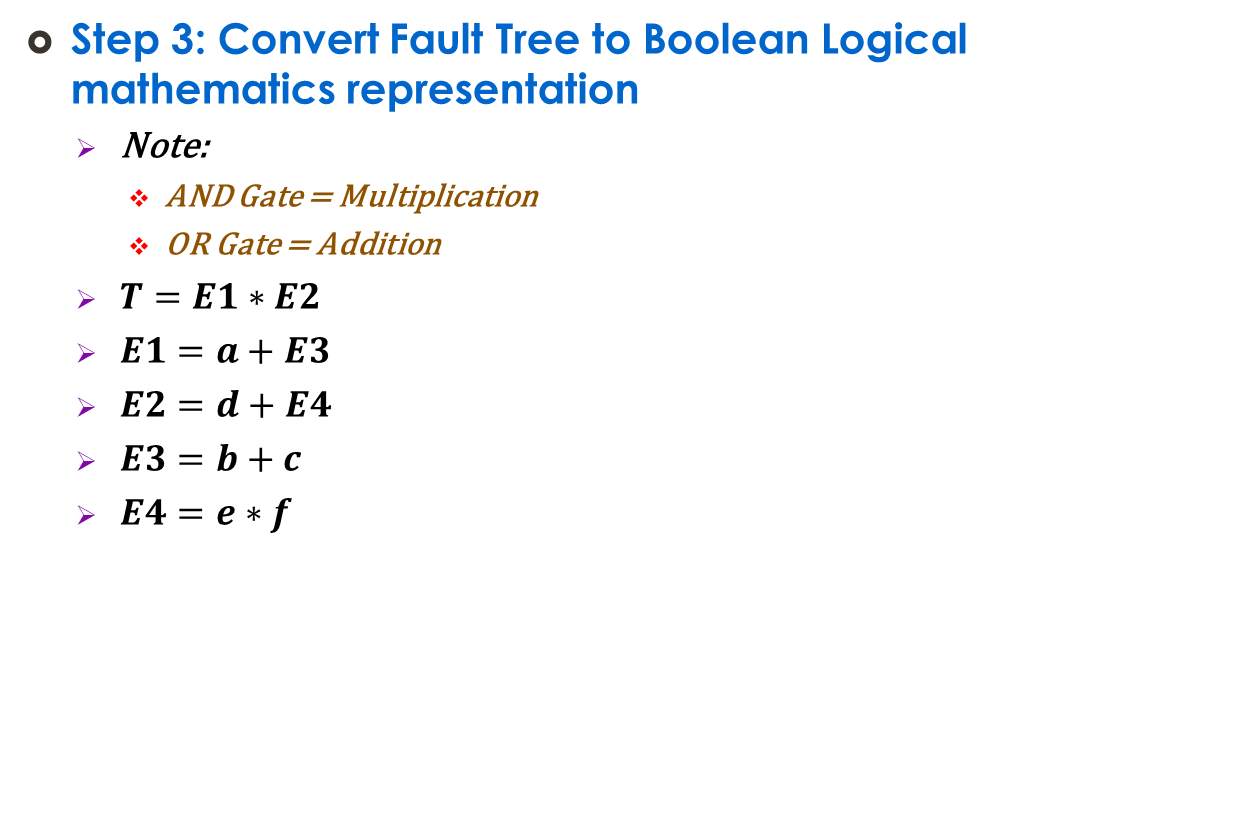 Step 3: Convert Fault Tree to Boolean Logical
mathematics representation
Note:
AND Gate = Multiplication
OR Gate = Addition
T = E1 ∗ E2
E1 = a + E3
E2 = d + E4
E3 = b + c
E4 = e ∗ f